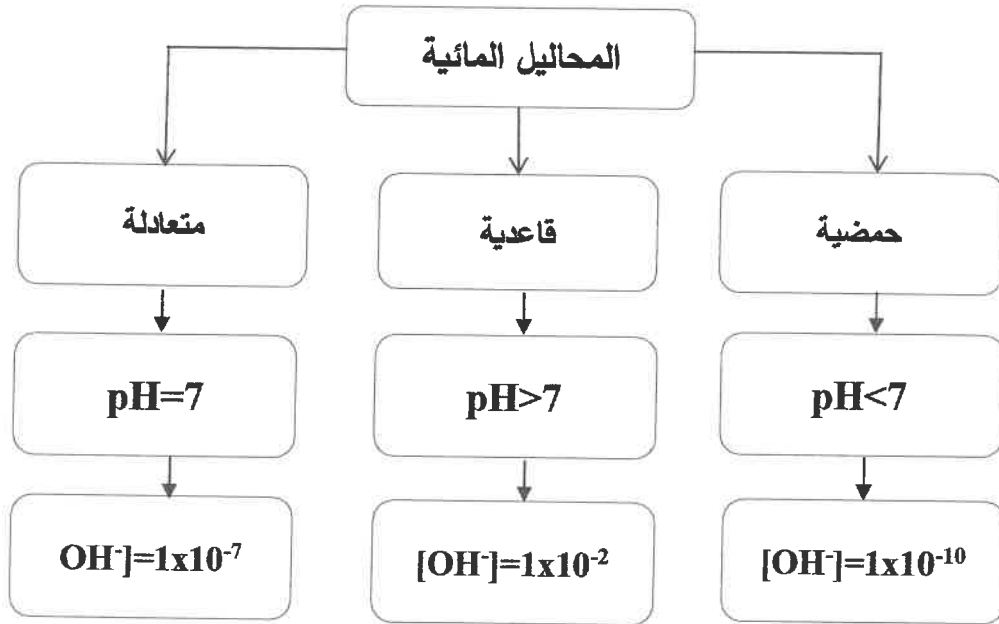 المحاليل المائية
حمضية
قاعدية
متعادلة
pH<7
pH>7
pH=7
[OH⁻]=1x10⁻¹⁰
[OH⁻]=1x10⁻²
OH⁻]=1x10⁻⁷